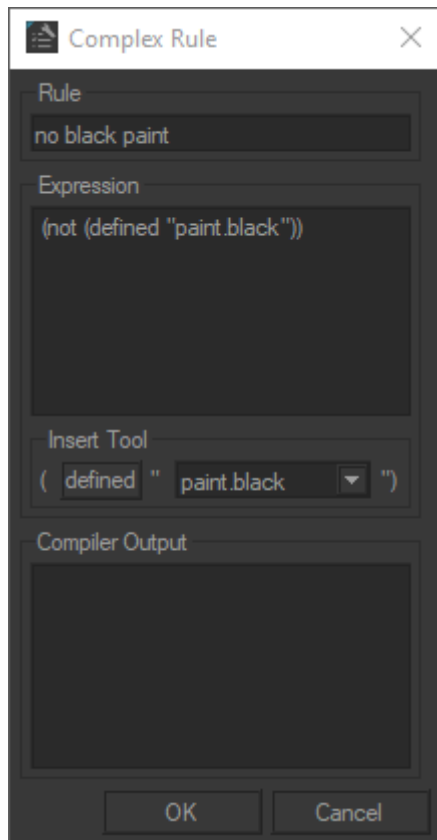 Complex Rule
Rule
no black paint
Expression
(not (defined "paint.black"))
Insert Tool
( defined " paint.black ")
Compiler Output
OK Cancel